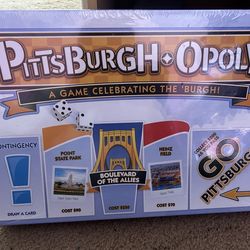 PITTSBURGH•OPOLY
A GAME CELEBRATING THE 'BURGH!
CONTINGENCY
!
DRAW A CARD
POINT
STATE PARK
COST $90
BOULEVARD
OF THE ALLIES
COST $250
HEINZ
FIELD
COST $70
GO
PITTSBURGH